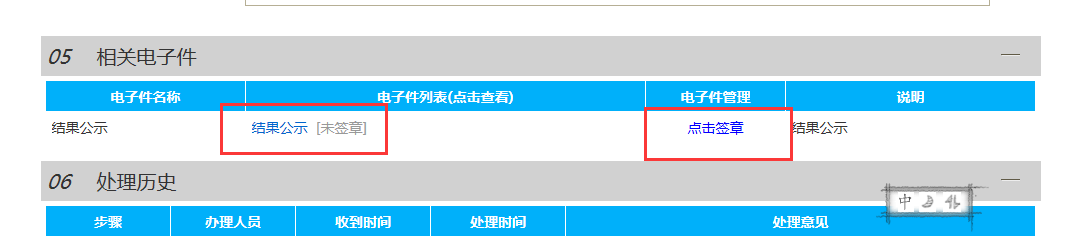 05 相关电子件
电子件名称 电子件列表(点击查看) 电子件管理 说明
结果公示 结果公示 [未签章] 点击签章 结果公示
06 处理历史
中
步骤 办理人员 收到时间 处理时间 处理意见